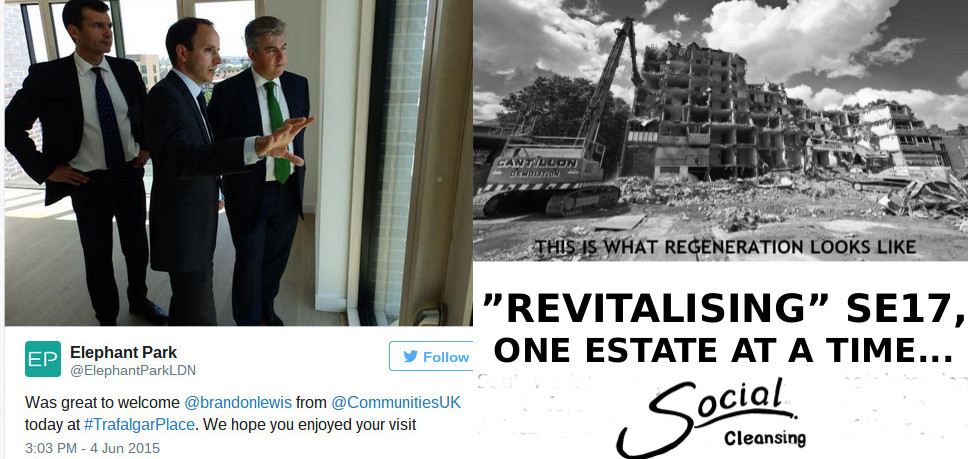 EP
Elephant Park
@ElephantParkLDN
Follow
Was great to welcome @brandonlewis from @CommunitiesUK
today at #TrafalgarPlace. We hope you enjoyed your visit
3:03 PM - 4 Jun 2015
CANTILLON
DEMOLITION
THIS IS WHAT REGENERATION LOOKS LIKE
”REVITALISING” SE17,
ONE ESTATE AT A TIME...
Social
Cleansing